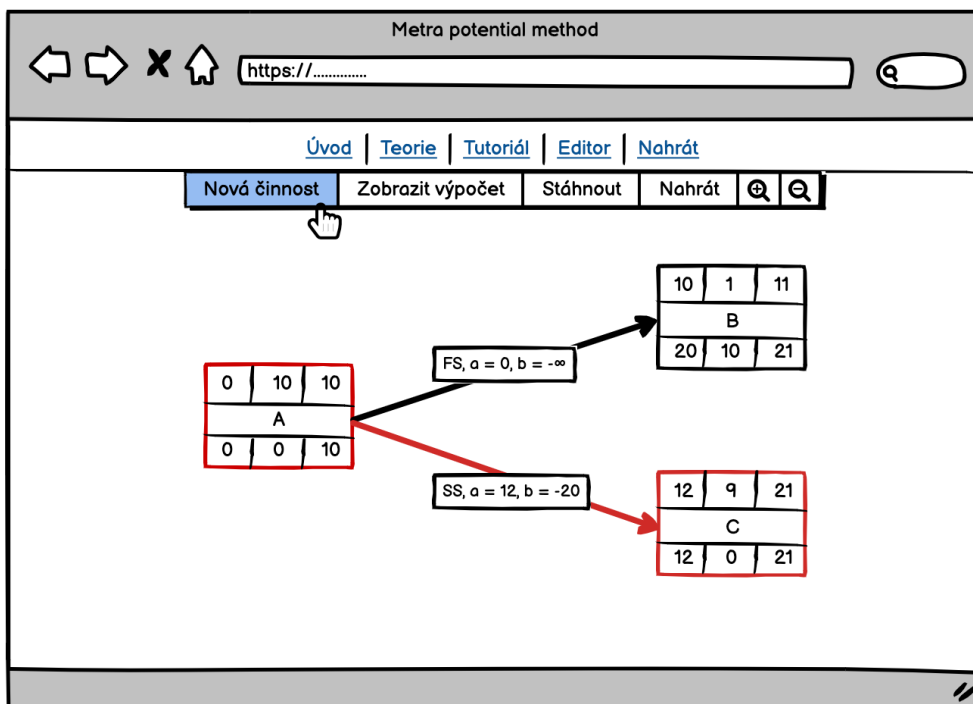 Metra potential method
https://..............
Úvod Teorie Tutoriál Editor Nahrát
Nová činnost Zobrazit výpočet Stáhnout Nahrát
10 1 11
B
20 10 21
FS, a = 0, b = -∞
0 10 10
A
0 0 10
SS, a = 12, b = -20
12 9 21
C
12 0 21